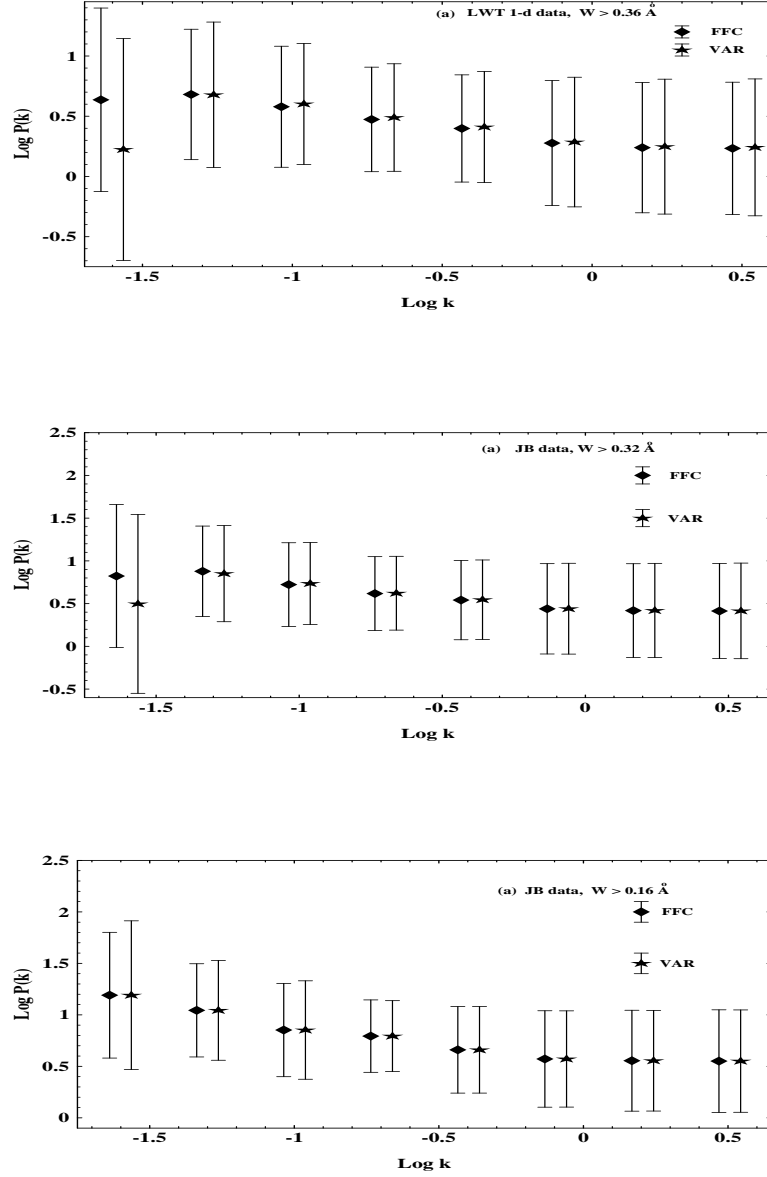 (a) LWT 1-d data, W > 0.36 Å
FFC
VAR
1
0.5
0
-0.5
Log P(k)
-1.5 -1 -0.5 0 0.5
Log k
2.5
(a) JB data, W > 0.32 Å
FFC
VAR
2
1.5
1
0.5
0
-0.5
Log P(k)
-1.5 -1 -0.5 0 0.5
Log k
2.5
(a) JB data, W > 0.16 Å
FFC
VAR
2
1.5
1
0.5
0
Log P(k)
-1.5 -1 -0.5 0 0.5
Log k